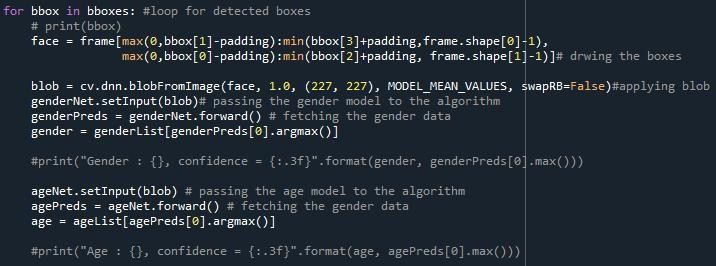 for bbox in bboxes: #loop for detected boxes
# print(bbox)
face = frame[max(0,bbox[1]-padding):min(bbox[3]+padding,frame.shape[0]-1),
max(0,bbox[0]-padding):min(bbox[2]+padding, frame.shape[1]-1)]# drwing the boxes
blob = cv.dnn.blobFromImage(face, 1.0, (227, 227), MODEL_MEAN_VALUES, swapRB=False)#applying blob
genderNet.setInput(blob)# passing the gender model to the algorithm
genderPreds = genderNet.forward() # fetching the gender data
gender = genderList[genderPreds[0].argmax()]
#print("Gender : {}, confidence = {:.3f}".format(gender, genderPreds[0].max()))
ageNet.setInput(blob) # passing the age model to the algorithm
agePreds = ageNet.forward() # fetching the gender data
age = ageList[agePreds[0].argmax()]
#print("Age : {}, confidence = {:.3f}".format(age, agePreds[0].max()))